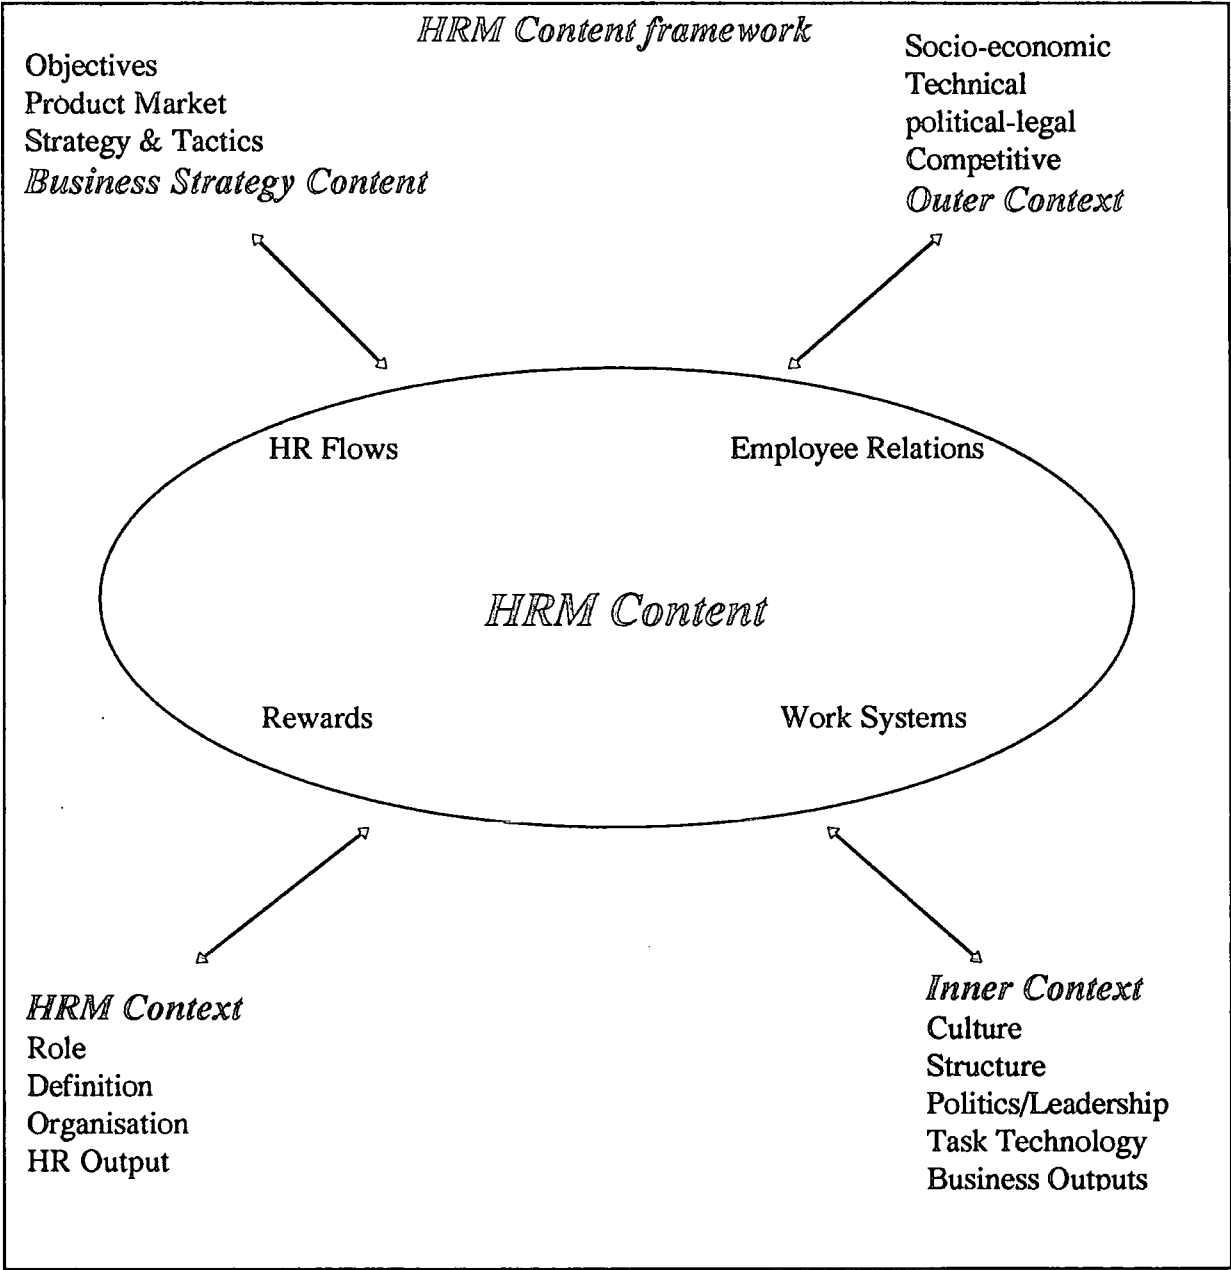 HRM Content framework
Objectives
Product Market
Strategy & Tactics
Business Strategy Content
Socio-economic
Technical
political-legal
Competitive
Outer Context
HR Flows
Employee Relations
HRM Content
Rewards
Work Systems
HRM Context
Role
Definition
Organisation
HR Output
Inner Context
Culture
Structure
Politics/Leadership
Task Technology
Business Outputs